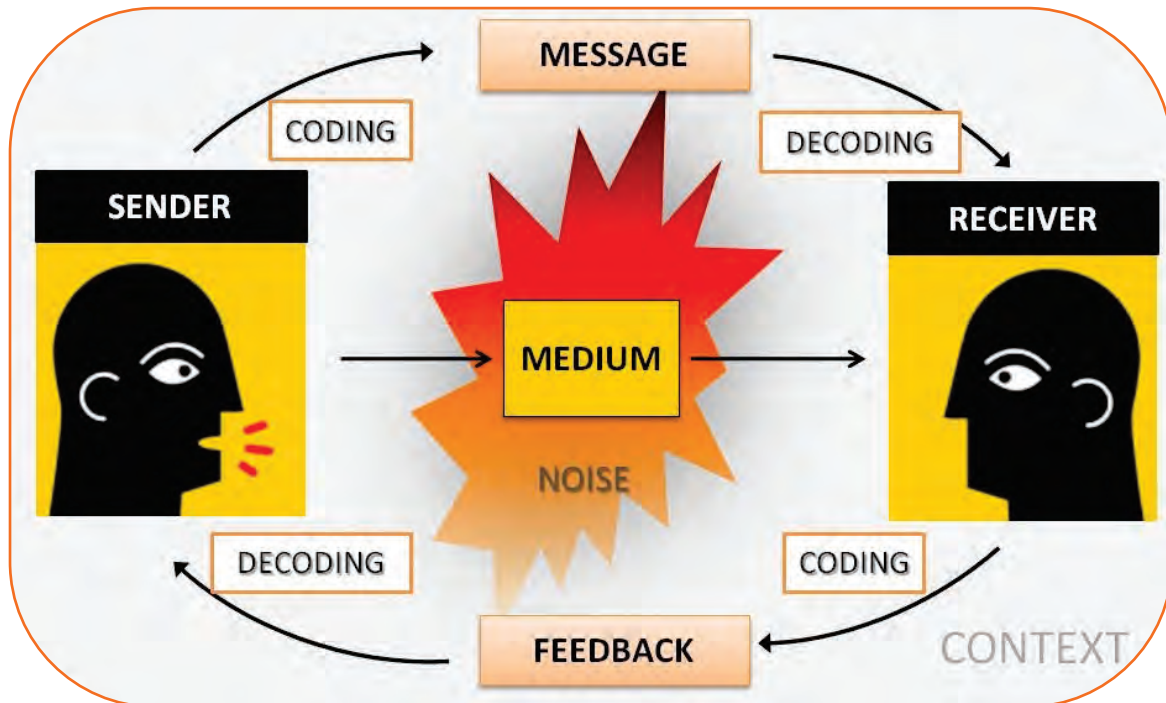 MESSAGE
CODING
DECODING
SENDER
RECEIVER
MEDIUM
NOISE
DECODING
CODING
FEEDBACK
CONTEXT